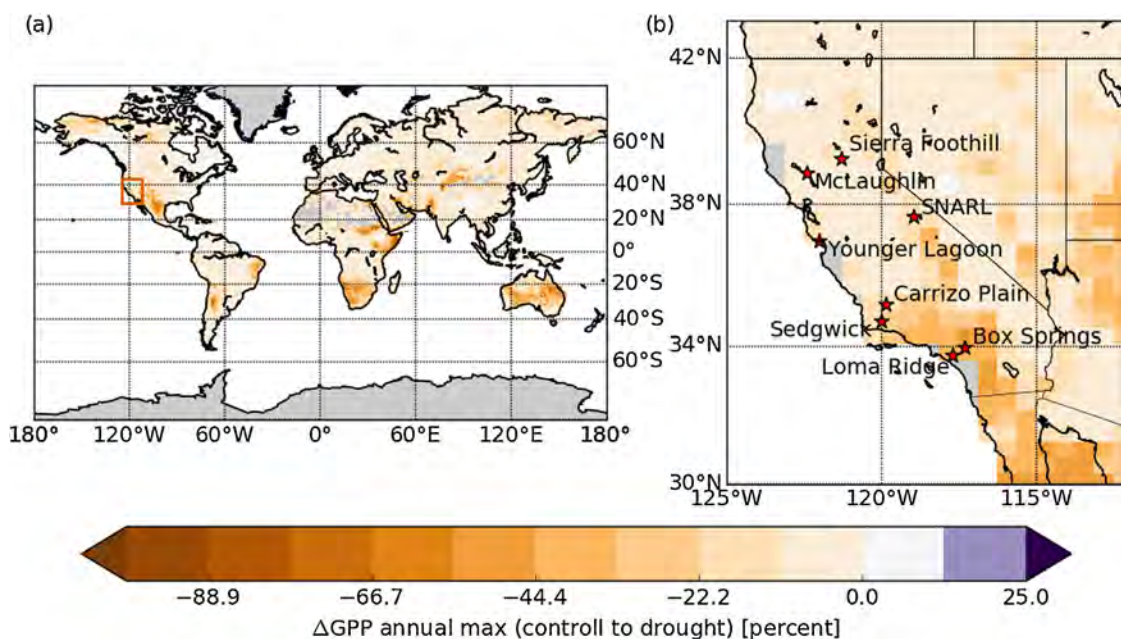 (a)
60°N
40°N
20°N
0°
20°S
40°S
60°S
180° 120°W 60°W 0° 60°E 120°E 180°
(b)
42°N
38°N
34°N
30°N
125°W 120°W 115°W
Sierra Foothill
McLaughlin
SNARL
Younger Lagoon
Carrizo Plain
Sedgwick
Box Springs
Loma Ridge
−88.9 −66.7 −44.4 −22.2 0.0 25.0
ΔGPP annual max (controll to drought) [percent]